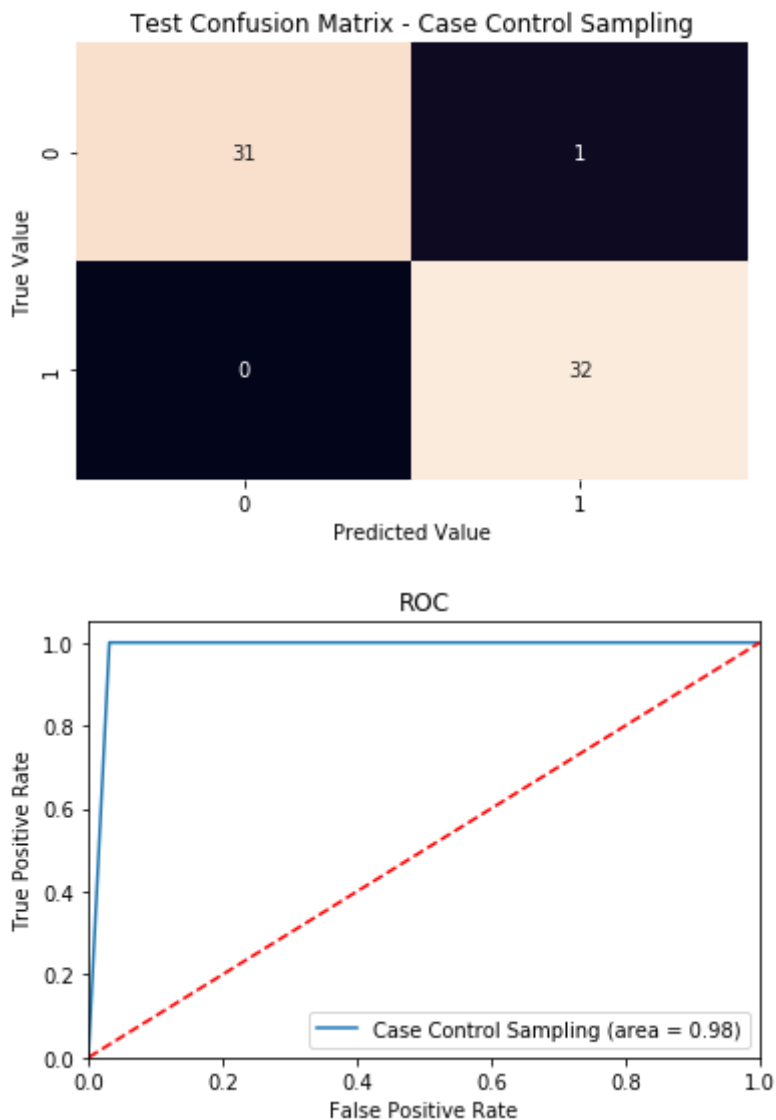 Test Confusion Matrix - Case Control Sampling
True Value
0
31
1
1
0
32
0
1
Predicted Value
ROC
True Positive Rate
1.0
0.8
0.6
0.4
0.2
0.0
Case Control Sampling (area = 0.98)
0.0 0.2 0.4 0.6 0.8 1.0
False Positive Rate